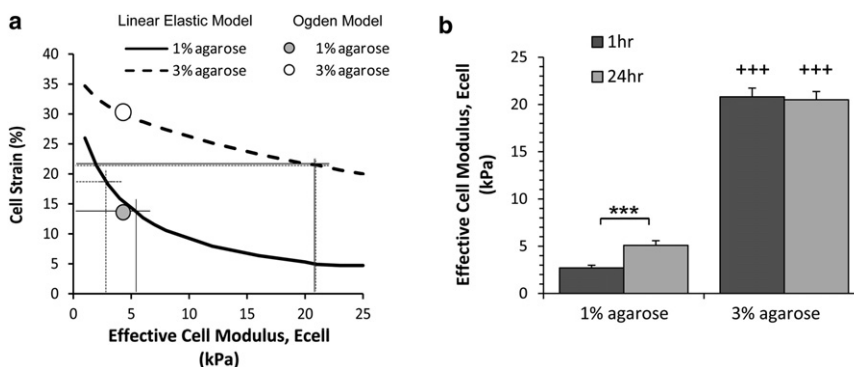 a
Linear Elastic Model
Ogden Model
1% agarose
1% agarose
3% agarose
3% agarose
Cell Strain (%)
40
35
30
25
20
15
10
5
0
0 5 10 15 20 25
Effective Cell Modulus, Ecell
(kPa)
b
1hr
24hr
Effective Cell Modulus, Ecell
(kPa)
25
20
15
10
5
0
***
+++ +++
1% agarose 3% agarose